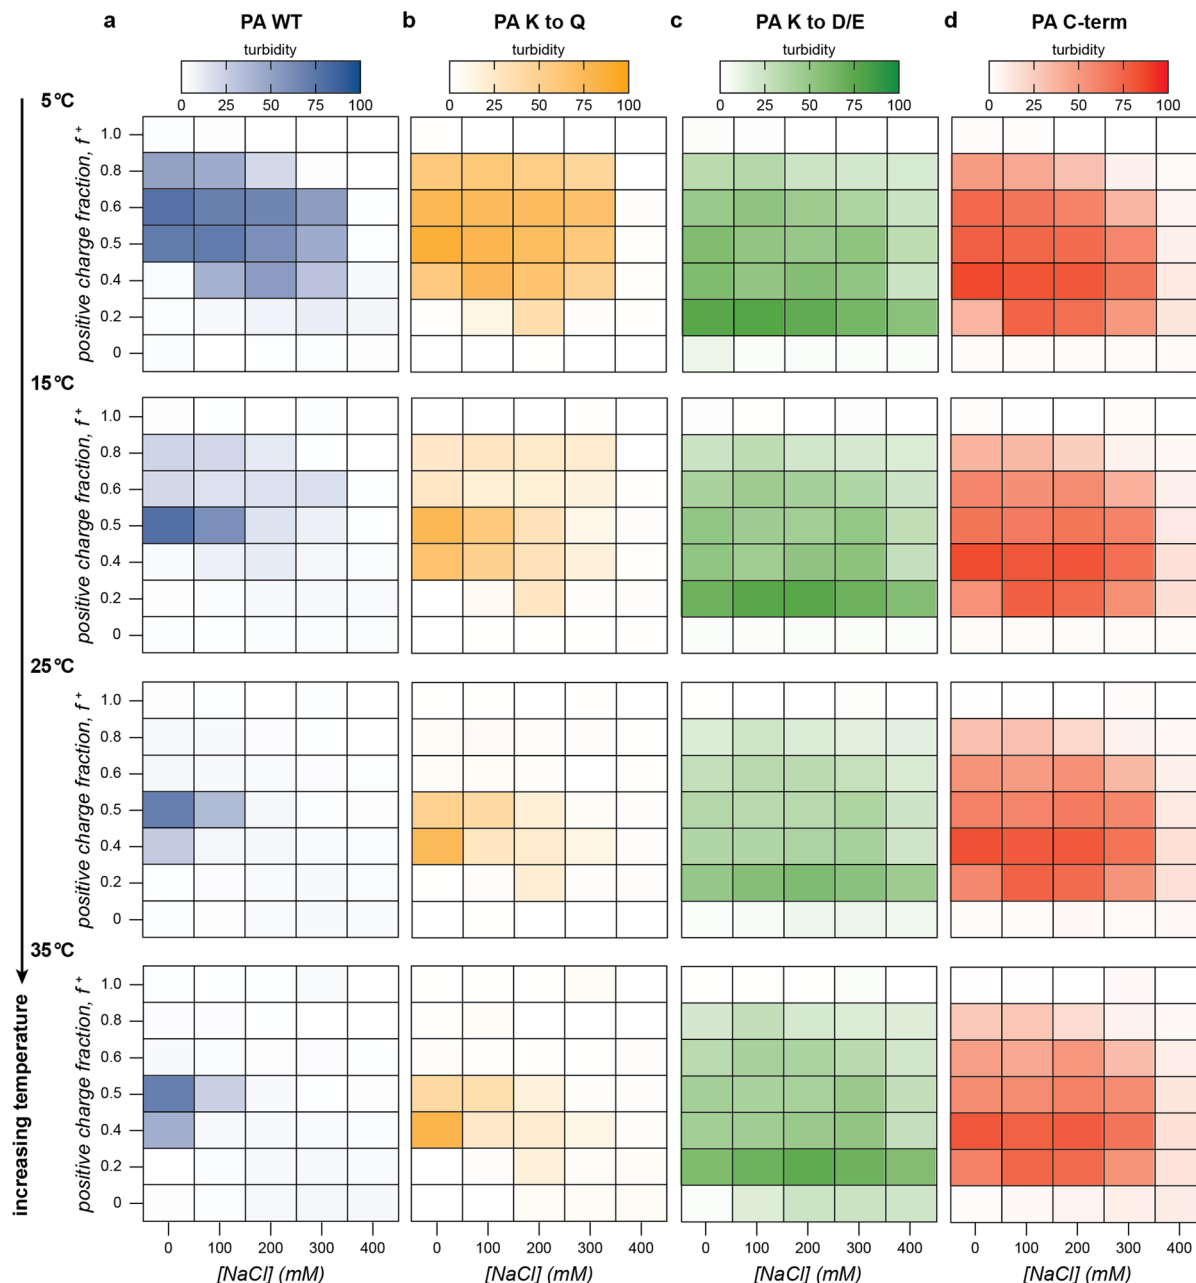 a PA WT b PA K to Q c PA K to D/E d PA C-term
turbidity turbidity turbidity turbidity
0 25 50 75 100 0 25 50 75 100 0 25 50 75 100 0 25 50 75 100
5°C
positive charge fraction, f⁺
1.0
0.8
0.6
0.5
0.4
0.2
0
15°C
positive charge fraction, f⁺
1.0
0.8
0.6
0.5
0.4
0.2
0
25°C
positive charge fraction, f⁺
1.0
0.8
0.6
0.5
0.4
0.2
0
35°C
positive charge fraction, f⁺
1.0
0.8
0.6
0.5
0.4
0.2
0
increasing temperature
0 100 200 300 400 0 100 200 300 400 0 100 200 300 400 0 100 200 300 400
[NaCl] (mM) [NaCl] (mM) [NaCl] (mM) [NaCl] (mM)